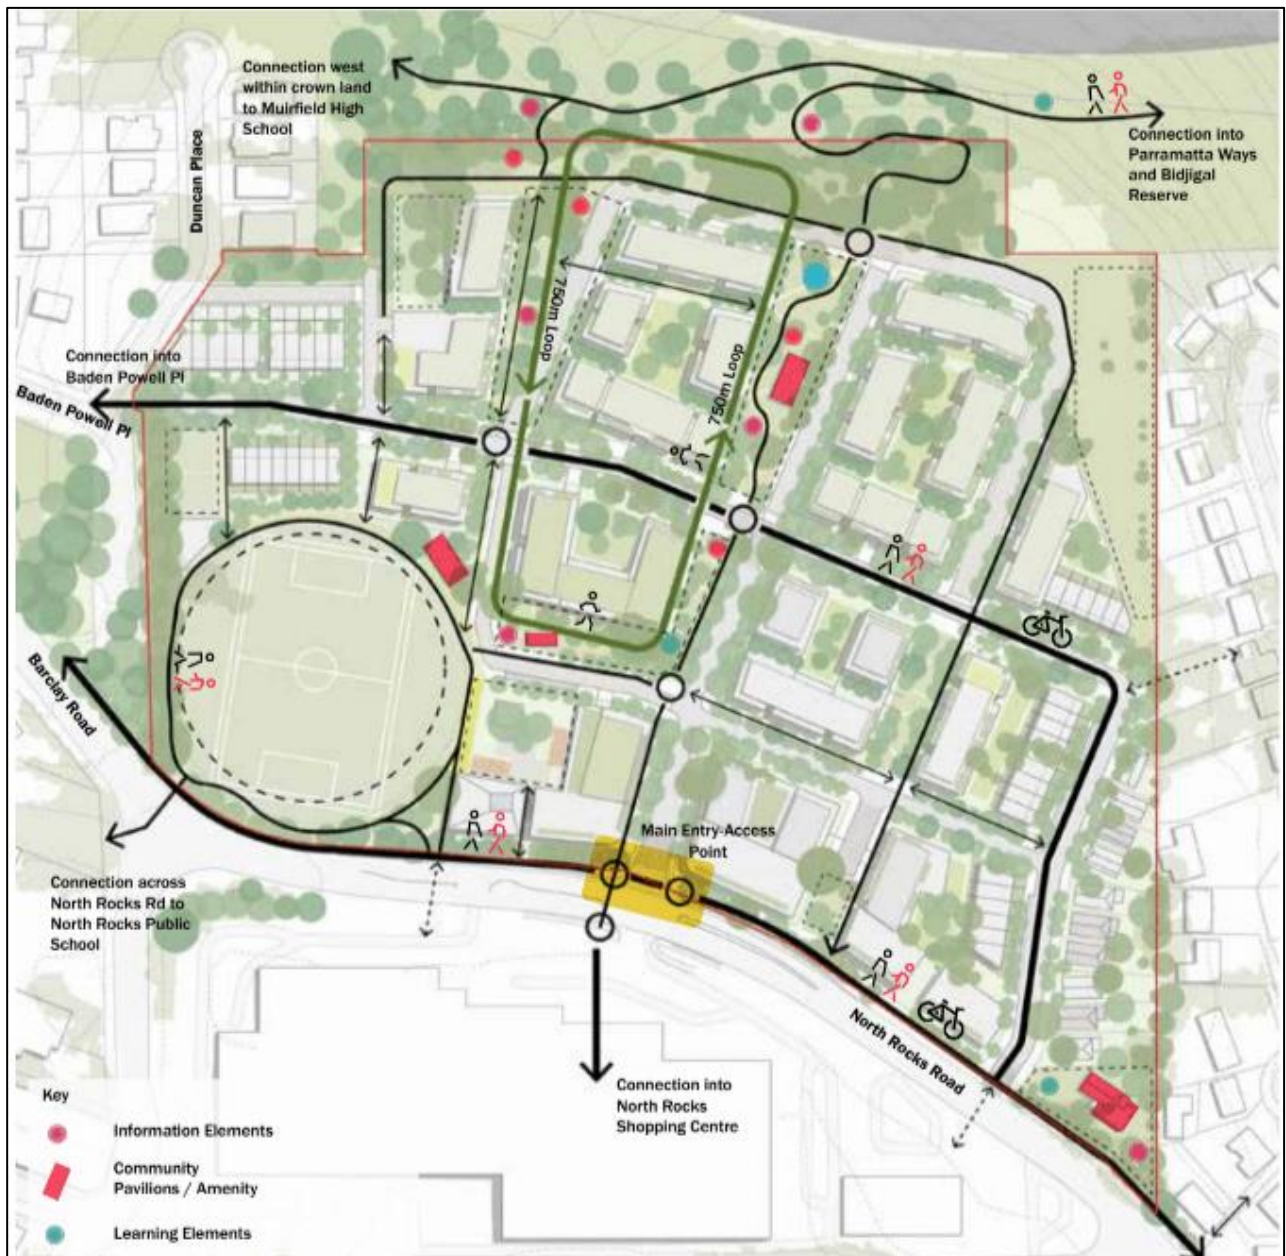 Connection west
within crown land
to Muirfield High
School
Connection into
Parramatta Ways
and Bidjigal
Reserve
Duncan Place
750m Loop
750m Loop
Connection into
Baden Powell Pl
Baden Powell Pl
Barclay Road
Main Entry-Access
Point
Connection across
North Rocks Rd to
North Rocks Public
School
North Rocks Road
Connection into
North Rocks
Shopping Centre
Key
Information Elements
Community
Pavilions / Amenity
Learning Elements